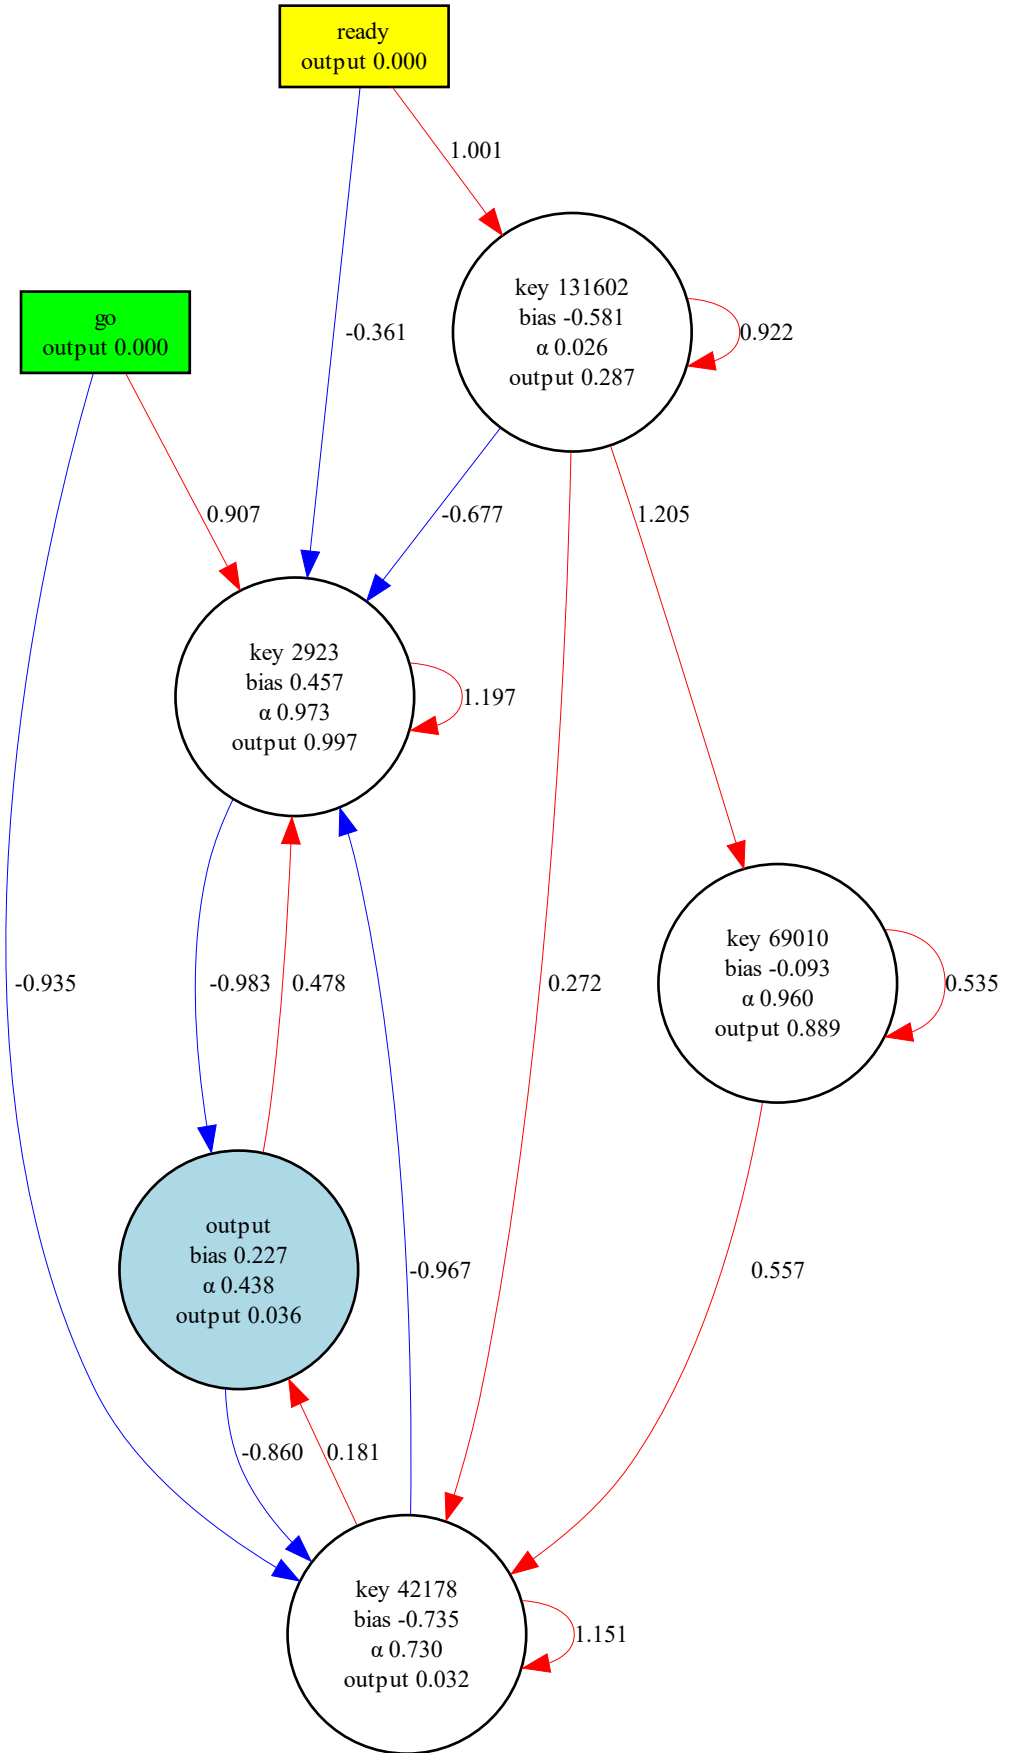 ready
output 0.000
1.001
key 131602
bias -0.581
α 0.026
output 0.287
0.922
go
output 0.000
-0.361
0.907
-0.677
1.205
key 2923
bias 0.457
α 0.973
output 0.997
1.197
key 69010
bias -0.093
α 0.960
output 0.889
0.535
-0.935
-0.983
0.478
0.272
output
bias 0.227
α 0.438
output 0.036
-0.967
0.557
-0.860
0.181
key 42178
bias -0.735
α 0.730
output 0.032
1.151